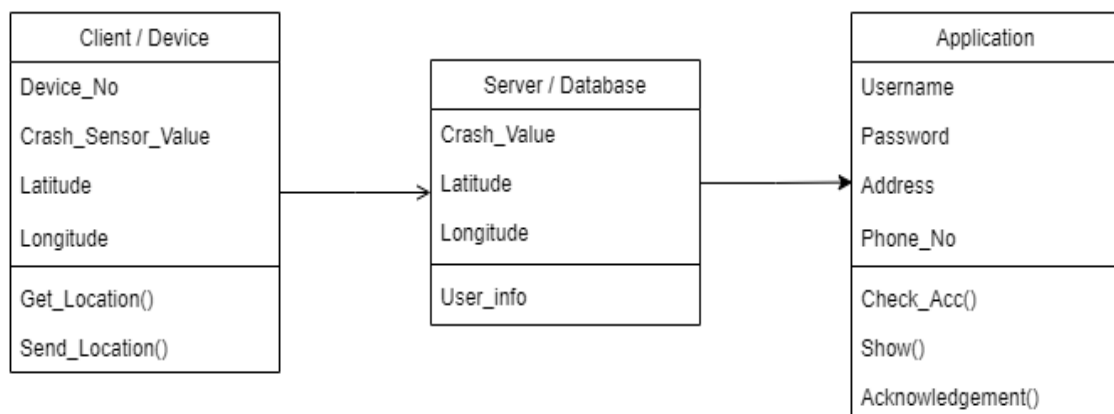 Client / Device
Device_No
Crash_Sensor_Value
Latitude
Longitude
Get_Location()
Send_Location()
Server / Database
Crash_Value
Latitude
Longitude
User_info
Application
Username
Password
Address
Phone_No
Check_Acc()
Show()
Acknowledgement()